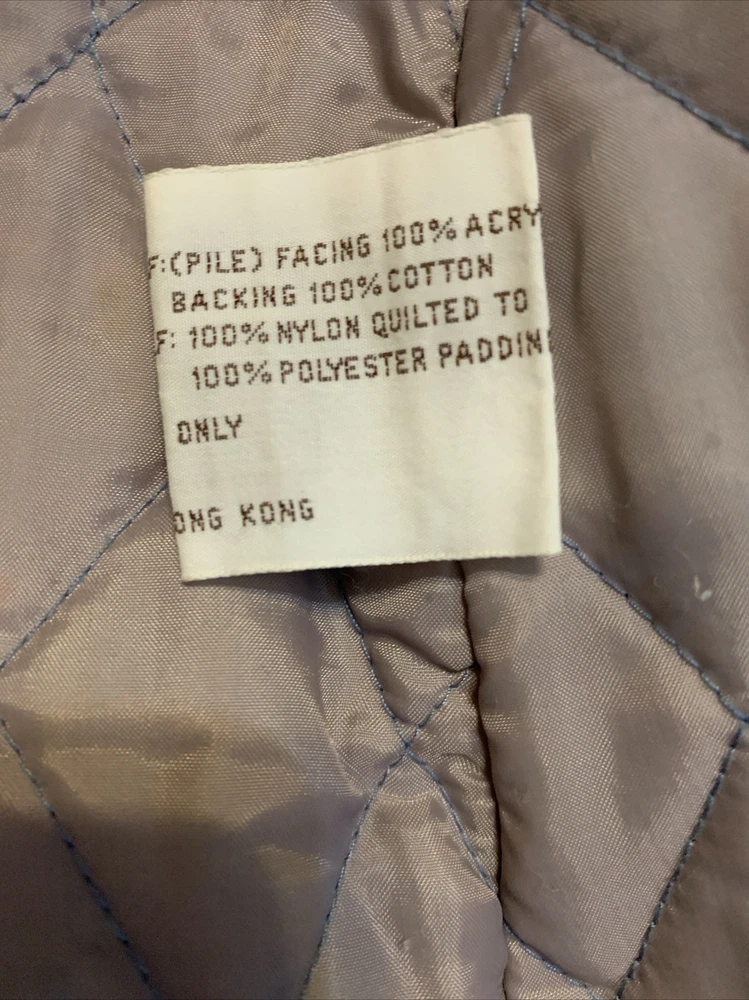 F:(PILE) FACING 100% ACRY
BACKING 100% COTTON
F: 100% NYLON QUILTED TO
100% POLYESTER PADDIN
ONLY
ONG KONG